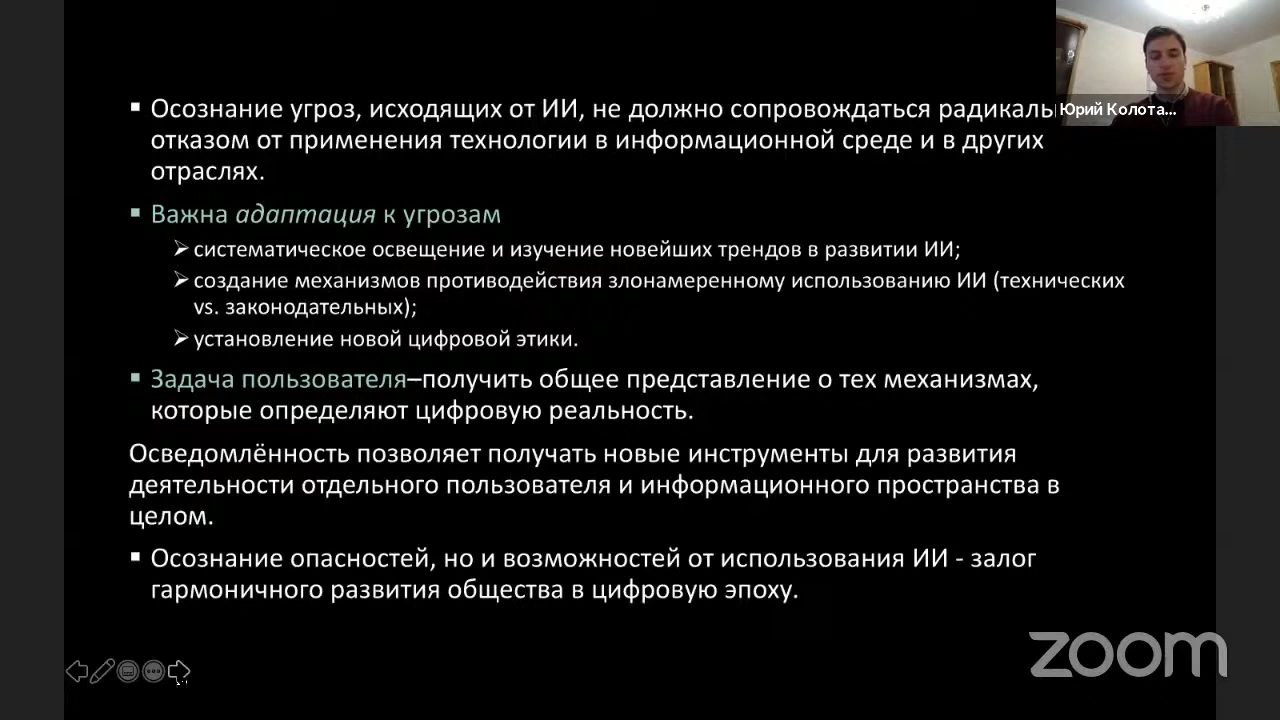 ▪ Осознание угроз, исходящих от ИИ, не должно сопровождаться радикаль
отказом от применения технологии в информационной среде и в других
отраслях.
▪ Важна адаптация к угрозам
➢ систематическое освещение и изучение новейших трендов в развитии ИИ;
➢ создание механизмов противодействия злонамеренному использованию ИИ (технических
vs. законодательных);
➢ установление новой цифровой этики.
▪ Задача пользователя–получить общее представление о тех механизмах,
которые определяют цифровую реальность.
Осведомлённость позволяет получать новые инструменты для развития
деятельности отдельного пользователя и информационного пространства в
целом.
▪ Осознание опасностей, но и возможностей от использования ИИ - залог
гармоничного развития общества в цифровую эпоху.
Юрий Колота...
zoom